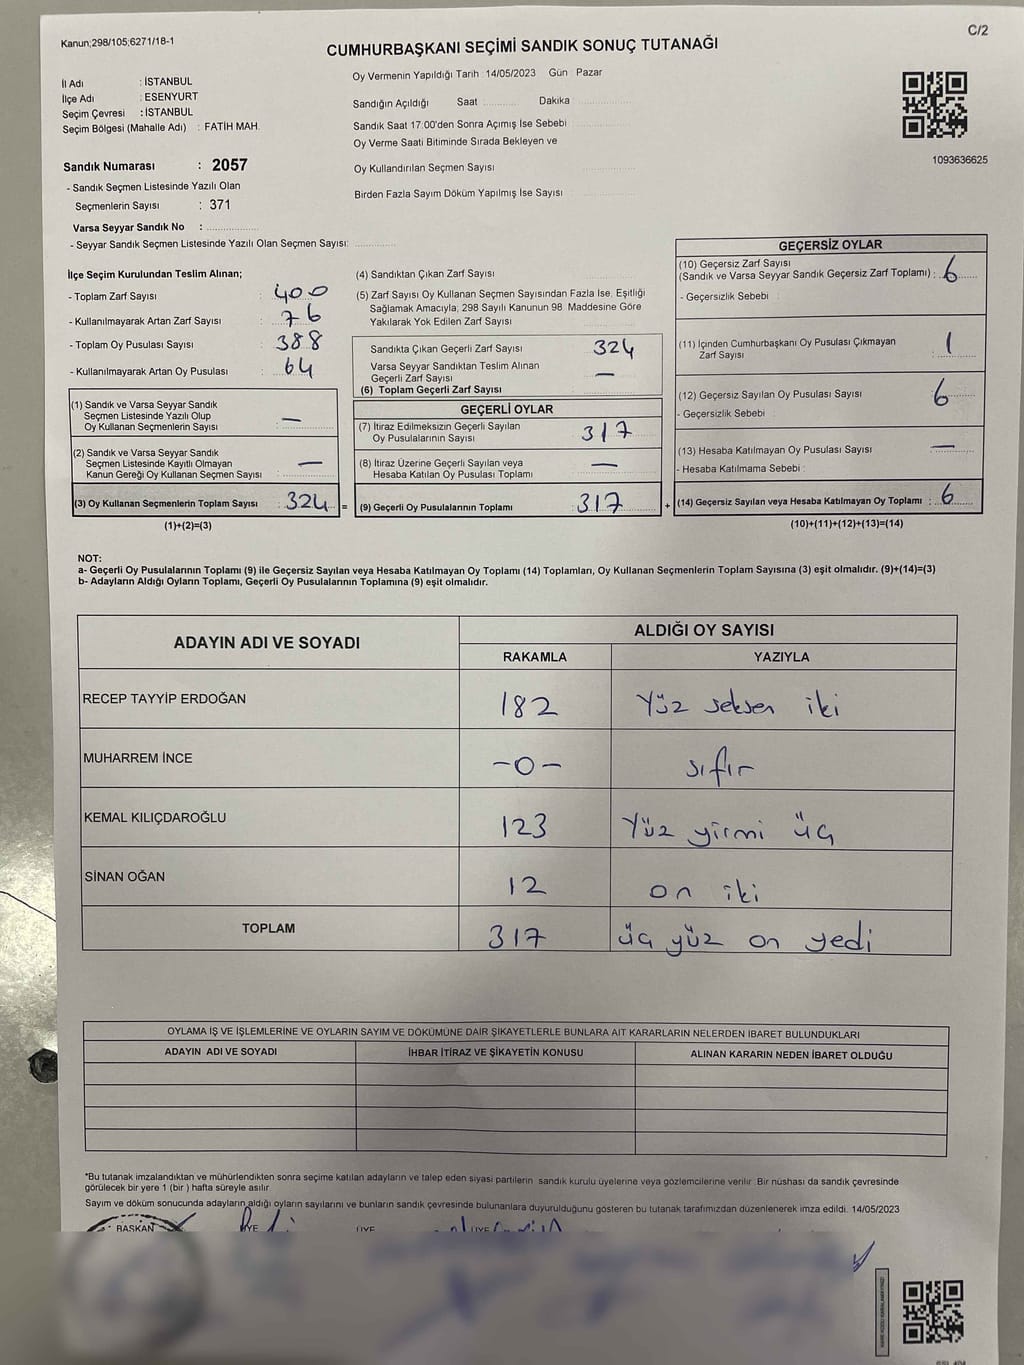 Kanun;298/105;6271/18-1
C/2
CUMHURBAŞKANI SEÇİMİ SANDIK SONUÇ TUTANAĞI
İl Adı : İSTANBUL
İlçe Adı : ESENYURT
Seçim Çevresi : İSTANBUL
Seçim Bölgesi (Mahalle Adı) : FATİH MAH.
Sandık Numarası : 2057
- Sandık Seçmen Listesinde Yazılı Olan
Seçmenlerin Sayısı : 371
Varsa Seyyar Sandık No :
- Seyyar Sandık Seçmen Listesinde Yazılı Olan Seçmen Sayısı:
Oy Vermenin Yapıldığı Tarih : 14/05/2023 Gün Pazar
Sandığın Açıldığı Saat Dakika
Sandık Saat 17:00'den Sonra Açımış İse Sebebi
Oy Verme Saati Bitiminde Sırada Bekleyen ve
Oy Kullandırılan Seçmen Sayısı
Birden Fazla Sayım Döküm Yapılmış İse Sayısı
1093636625
İlçe Seçim Kurulundan Teslim Alınan;
- Toplam Zarf Sayısı : 400
- Kullanılmayarak Artan Zarf Sayısı : 76
- Toplam Oy Pusulası Sayısı : 388
- Kullanılmayarak Artan Oy Pusulası : 64
(1) Sandık ve Varsa Seyyar Sandık
Seçmen Listesinde Yazılı Olup
Oy Kullanan Seçmenlerin Sayısı : —
(2) Sandık ve Varsa Seyyar Sandık
Seçmen Listesinde Kayıtlı Olmayan
Kanun Gereği Oy Kullanan Seçmen Sayısı : —
(3) Oy Kullanan Seçmenlerin Toplam Sayısı : 324 =
(1)+(2)=(3)
(4) Sandıktan Çıkan Zarf Sayısı
(5) Zarf Sayısı Oy Kullanan Seçmen Sayısından Fazla İse, Eşitliği
Sağlamak Amacıyla; 298 Sayılı Kanunun 98 Maddesine Göre
Yakılarak Yok Edilen Zarf Sayısı
Sandıkta Çıkan Geçerli Zarf Sayısı 324
Varsa Seyyar Sandıktan Teslim Alınan
Geçerli Zarf Sayısı —
(6) Toplam Geçerli Zarf Sayısı
GEÇERLİ OYLAR
(7) İtiraz Edilmeksizin Geçerli Sayılan
Oy Pusulalarının Sayısı : 317
(8) İtiraz Üzerine Geçerli Sayılan veya
Hesaba Katılan Oy Pusulası Toplamı : —
(9) Geçerli Oy Pusulalarının Toplamı : 317 +
GEÇERSİZ OYLAR
(10) Geçersiz Zarf Sayısı
(Sandık ve Varsa Seyyar Sandık Geçersiz Zarf Toplamı) : 6
- Geçersizlik Sebebi :
(11) İçinden Cumhurbaşkanı Oy Pusulası Çıkmayan
Zarf Sayısı : 1
(12) Geçersiz Sayılan Oy Pusulası Sayısı : 6
- Geçersizlik Sebebi :
(13) Hesaba Katılmayan Oy Pusulası Sayısı : —
- Hesaba Katılmama Sebebi :
(14) Geçersiz Sayılan veya Hesaba Katılmayan Oy Toplamı : 6
(10)+(11)+(12)+(13)=(14)
NOT:
a- Geçerli Oy Pusulalarının Toplamı (9) ile Geçersiz Sayılan veya Hesaba Katılmayan Oy Toplamı (14) Toplamları, Oy Kullanan Seçmenlerin Toplam Sayısına (3) eşit olmalıdır. (9)+(14)=(3)
b- Adayların Aldığı Oyların Toplamı, Geçerli Oy Pusulalarının Toplamına (9) eşit olmalıdır.
ADAYIN ADI VE SOYADI ALDIĞI OY SAYISI
RAKAMLA YAZIYLA
RECEP TAYYİP ERDOĞAN 182 Yüz seksen iki
MUHARREM İNCE -0- sıfır
KEMAL KILIÇDAROĞLU 123 Yüz yirmi üç
SİNAN OĞAN 12 on iki
TOPLAM 317 üç yüz on yedi
OYLAMA İŞ VE İŞLEMLERİNE VE OYLARIN SAYIM VE DÖKÜMÜNE DAİR ŞİKAYETLERLE BUNLARA AİT KARARLARIN NELERDEN İBARET BULUNDUKLARI
ADAYIN ADI VE SOYADI İHBAR İTİRAZ VE ŞİKAYETİN KONUSU ALINAN KARARIN NEDEN İBARET OLDUĞU
*Bu tutanak imzalandıktan ve mühürlendikten sonra seçime katılan adayların ve talep eden siyasi partilerin sandık kurulu üyelerine veya gözlemcilerine verilir. Bir nüshası da sandık çevresinde
görülecek bir yere 1 (bir ) hafta süreyle asılır.
Sayım ve döküm sonucunda adayların aldığı oyların sayılarını ve bunların sandık çevresinde bulunanlara duyurulduğunu gösteren bu tutanak tarafımızdan düzenlenerek imza edildi. 14/05/2023
BAŞKAN ÜYE ÜYE ÜYE